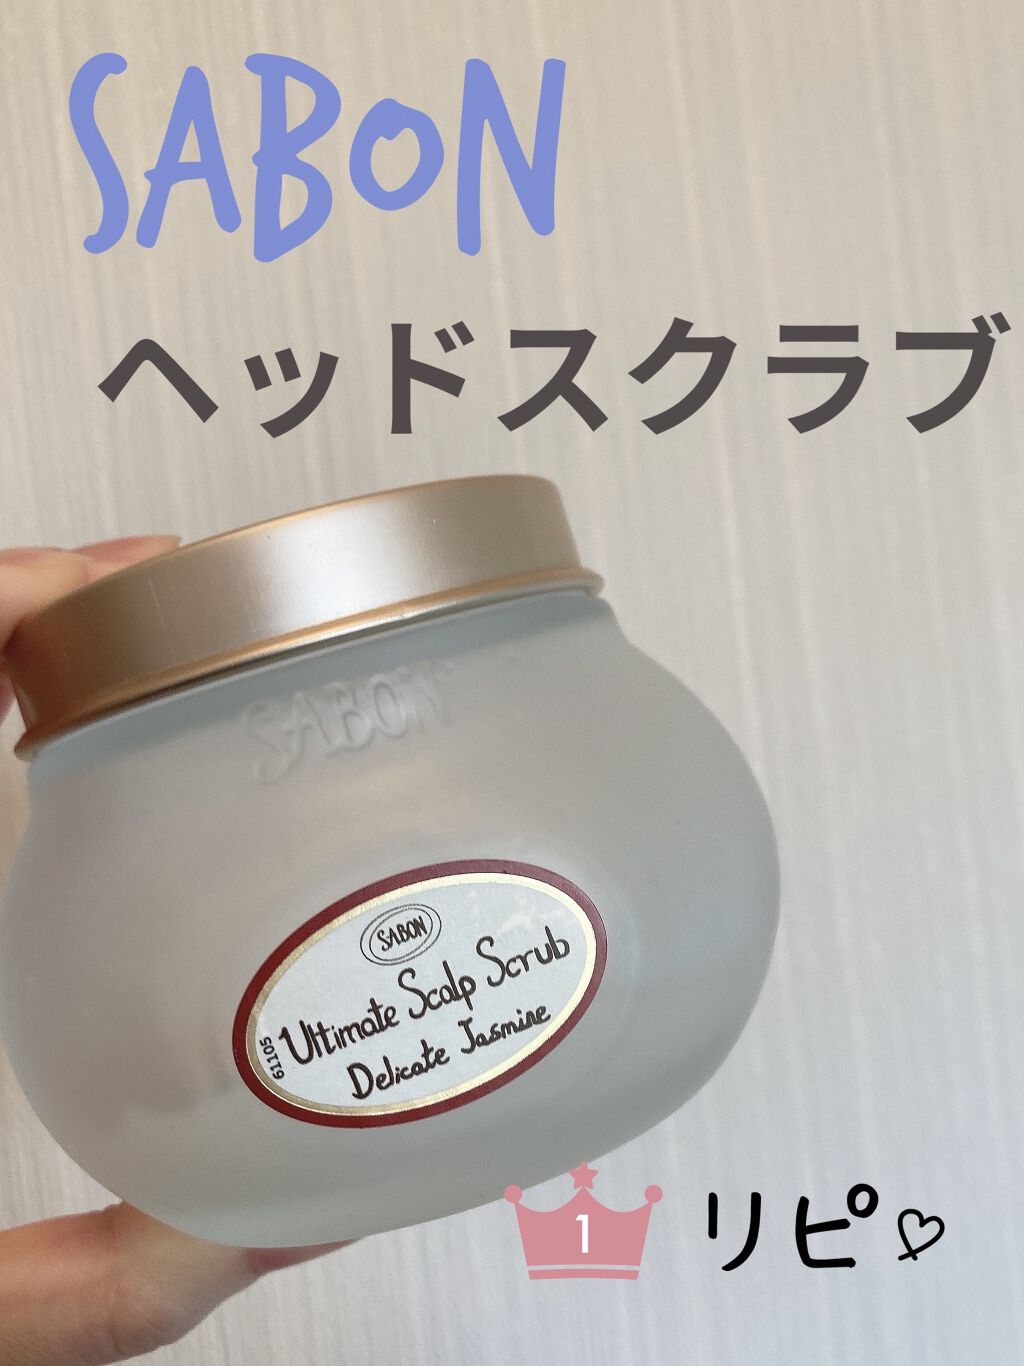 SABON
ヘッドスクラブ
SABON
SABON
Ultimate Scalp Scrub
Delicate Jasmine
61105
1
リピ♡